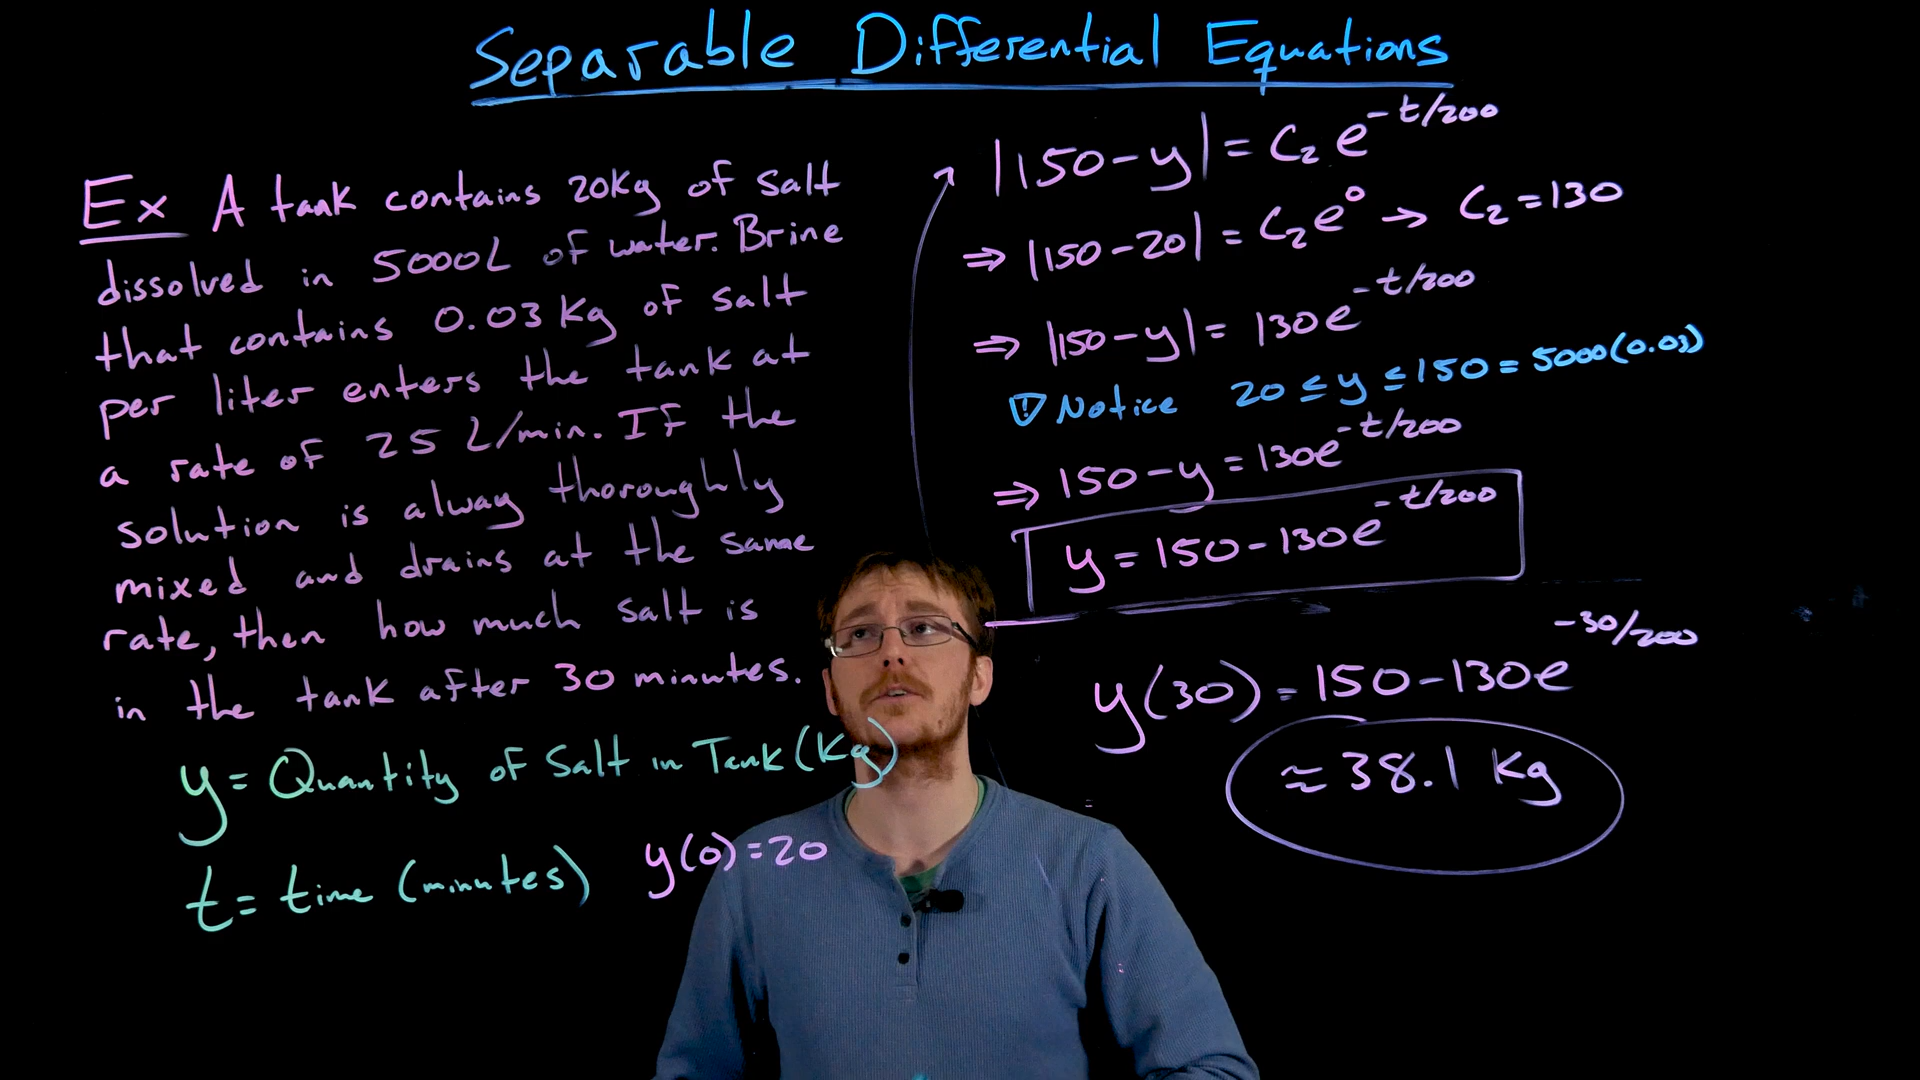 Separable Differential Equations
Ex A tank contains 20Kg of salt
dissolved in 5000L of water. Brine
that contains 0.03 Kg of salt
per liter enters the tank at
a rate of 25 L/min. If the
solution is alway thoroughly
mixed and drains at the same
rate, then how much salt is
in the tank after 30 minutes.
y = Quantity of Salt in Tank (Kg)
t = time (minutes) y(0)=20
|150-y| = C₂ e^{-t/200}
⇒ |150-20| = C₂e⁰ → C₂=130
⇒ |150-y| = 130e^{-t/200}
! Notice 20 ≤ y ≤ 150 = 5000(0.03)
⇒ 150-y = 130e^{-t/200}
y = 150-130e^{-t/200}
y(30) = 150-130e^{-30/200}
≈ 38.1 Kg